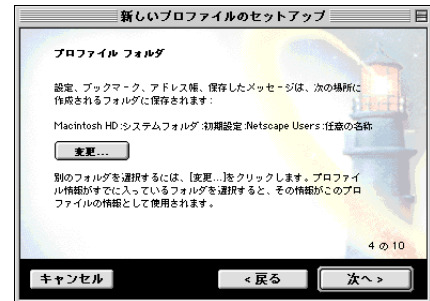 新しいプロファイルのセットアップ
プロファイル フォルダ
設定、ブックマーク、アドレス帳、保存したメッセージは、次の場所に
作成されるフォルダに保存されます：
Macintosh HD:システムフォルダ:初期設定:Netscape Users:任意の名称
変更...
別のフォルダを選択するには、[変更...]をクリックします。プロファイ
ル情報がすでに入っているフォルダを選択すると、その情報がこのプロ
ファイルの情報として使用されます。
4 の 10
キャンセル
<戻る
次へ>